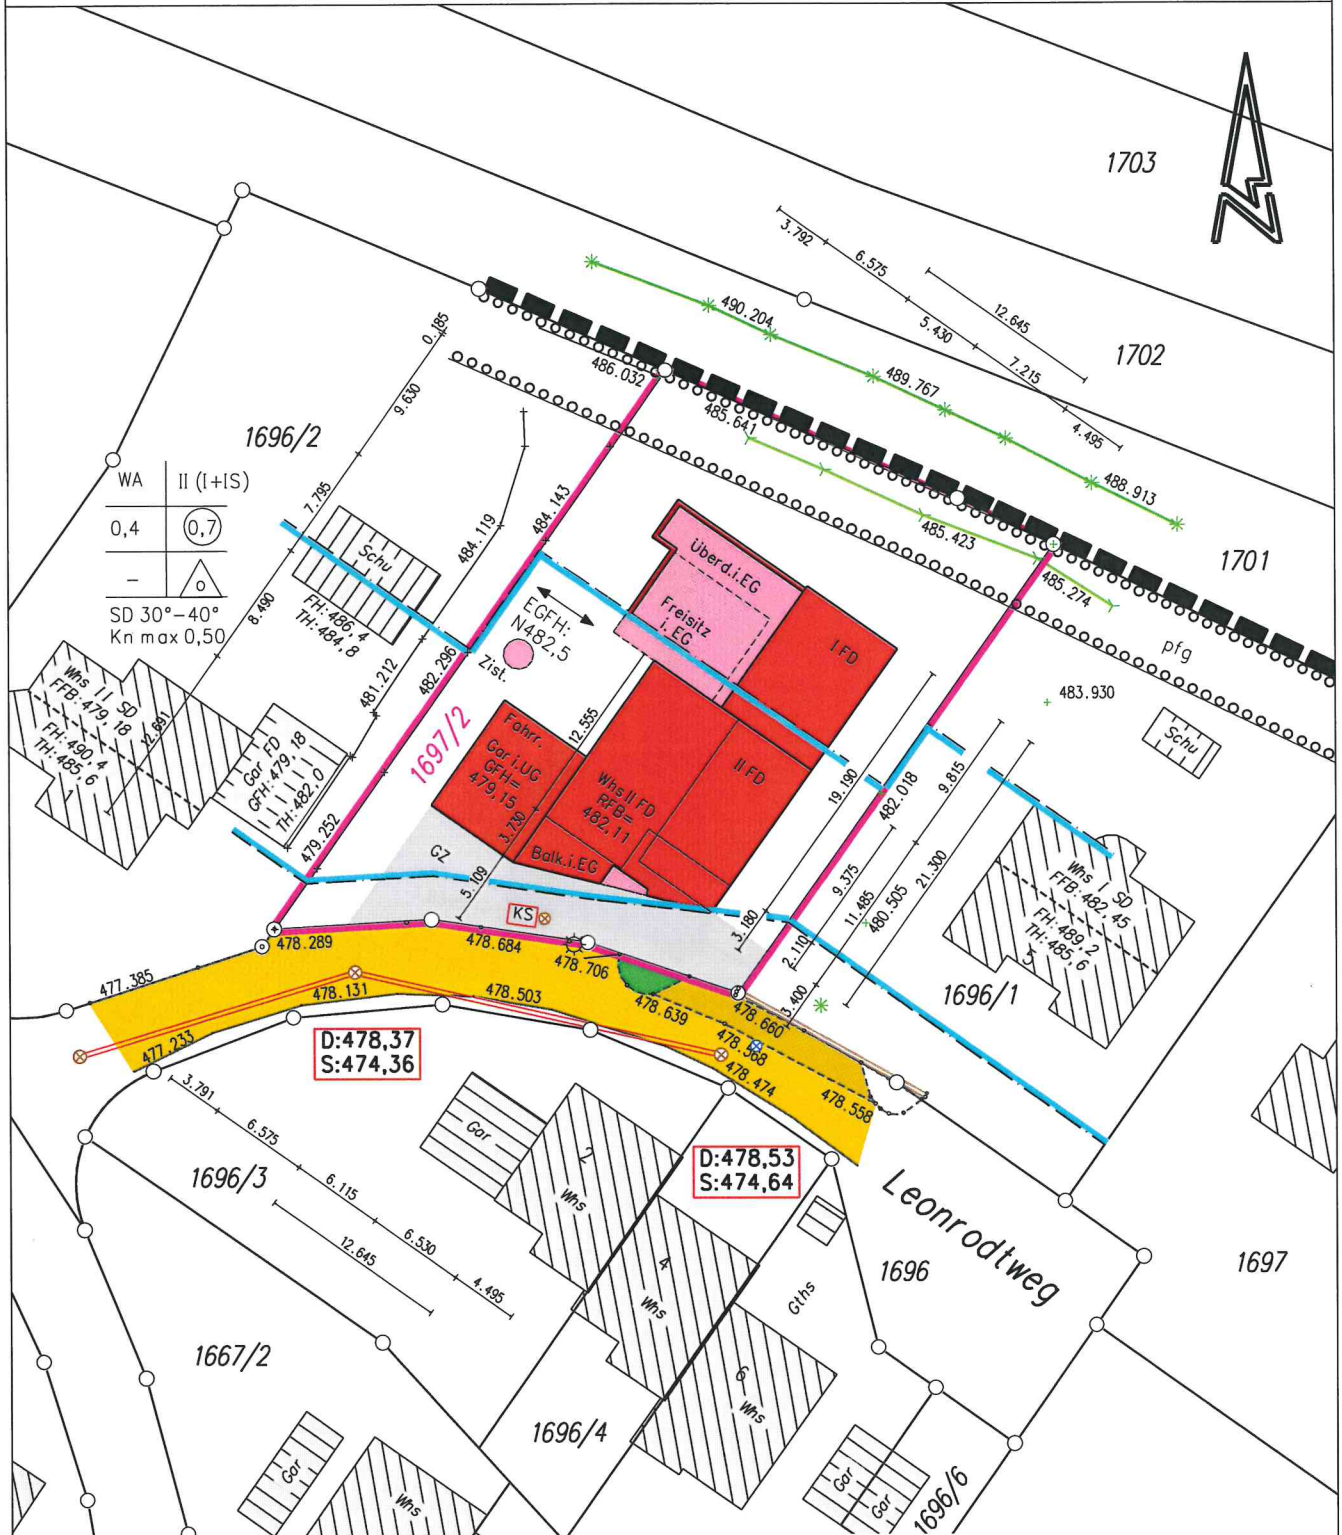 1703
3.792
6.575
5.430
7.215
4.495
12.645
1702
490.204
489.767
488.913
0.185
486.032
485.641
485.423
485.274
1701
9.630
7.795
8.490
12.691
1696/2
WA
II (I+IS)
0,4
0,7
-
o
SD 30°-40°
Kn max 0,50
Schu
I
FH:486,4
TH:484,8
484.119
484.143
481.212
482.296
479.252
Überd.i.EG
Freisitz
i. EG
I FD
EGFH:
N482,5
Zist.
pfg
483.930
Schu
Whs II SD
FFB:479,18
FH:490,4
TH:485,6
Gar FD
GFH:479,18
TH:482,0
1697/2
Fahrr.
Gar i.UG
GFH=
479,15
12.555
3.730
5.109
Whs II FD
RFB=
482,11
II FD
Balk.i.EG
GZ
KS
19.190
3.180
482.018
9.815
9.375
11.485
480.505
21.300
2.110
3.400
Whs I SD
FFB:482,45
FH:489,2
TH:485,6
5
1696/1
478.289
478.684
478.706
477.385
478.131
478.503
478.639
478.660
478.568
478.474
478.558
477.233
D:478,37
S:474,36
D:478,53
S:474,64
3.791
6.575
6.115
6.530
4.495
12.645
1696/3
Gar
2
Whs
4
Whs
6
Whs
Gths
Leonrodtweg
1696
1697
1667/2
1696/4
Gar
Whs
Gar
Gar
1696/6